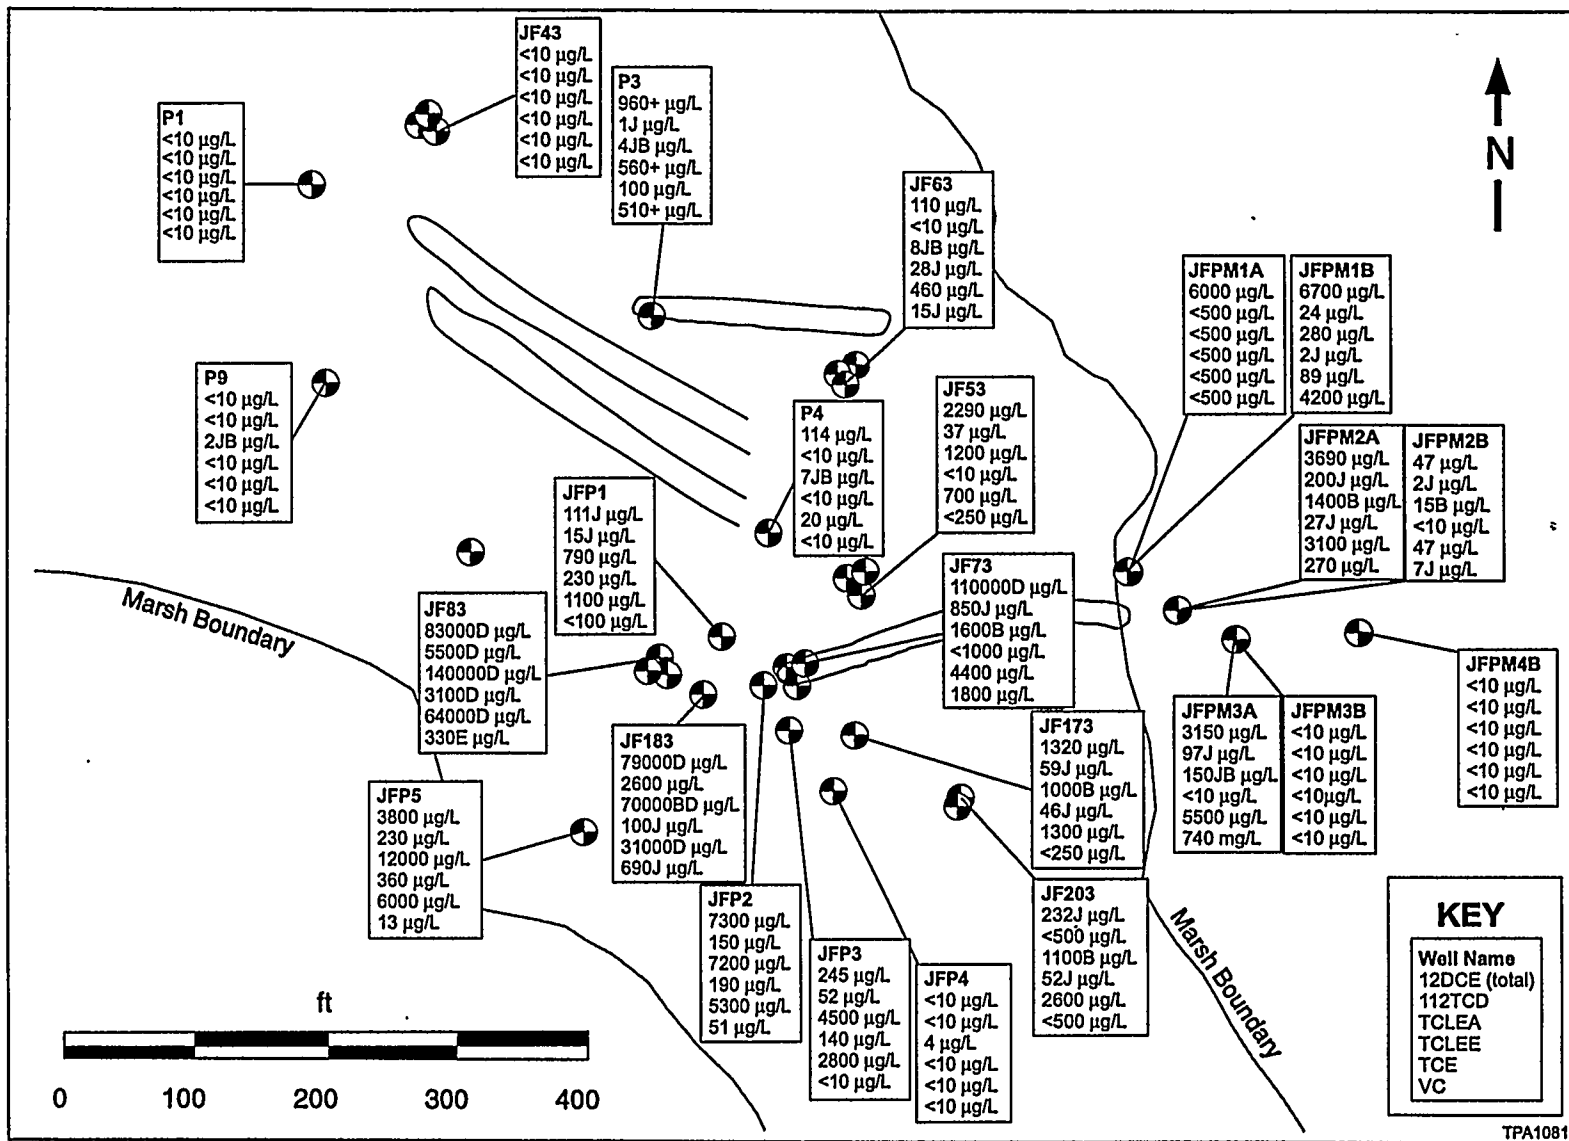 JF43
<10 µg/L
<10 µg/L
<10 µg/L
<10 µg/L
<10 µg/L
<10 µg/L
P3
960+ µg/L
1J µg/L
4JB µg/L
560+ µg/L
100 µg/L
510+ µg/L
P1
<10 µg/L
<10 µg/L
<10 µg/L
<10 µg/L
<10 µg/L
<10 µg/L
N
JF63
110 µg/L
<10 µg/L
8JB µg/L
28J µg/L
460 µg/L
15J µg/L
JFPM1A
6000 µg/L
<500 µg/L
<500 µg/L
<500 µg/L
<500 µg/L
<500 µg/L
JFPM1B
6700 µg/L
24 µg/L
280 µg/L
2J µg/L
89 µg/L
4200 µg/L
P9
<10 µg/L
<10 µg/L
2JB µg/L
<10 µg/L
<10 µg/L
<10 µg/L
P4
114 µg/L
<10 µg/L
7JB µg/L
<10 µg/L
20 µg/L
<10 µg/L
JF53
2290 µg/L
37 µg/L
1200 µg/L
<10 µg/L
700 µg/L
<250 µg/L
JFPM2A
3690 µg/L
200J µg/L
1400B µg/L
27J µg/L
3100 µg/L
270 µg/L
JFPM2B
47 µg/L
2J µg/L
15B µg/L
<10 µg/L
47 µg/L
7J µg/L
JFP1
111J µg/L
15J µg/L
790 µg/L
230 µg/L
1100 µg/L
<100 µg/L
Marsh Boundary
JF83
83000D µg/L
5500D µg/L
140000D µg/L
3100D µg/L
64000D µg/L
330E µg/L
JF73
110000D µg/L
850J µg/L
1600B µg/L
<1000 µg/L
4400 µg/L
1800 µg/L
JFPM4B
<10 µg/L
<10 µg/L
<10 µg/L
<10 µg/L
<10 µg/L
<10 µg/L
JFPM3A
3150 µg/L
97J µg/L
150JB µg/L
<10 µg/L
5500 µg/L
740 mg/L
JFPM3B
<10 µg/L
<10 µg/L
<10 µg/L
<10µg/L
<10 µg/L
<10 µg/L
JF183
79000D µg/L
2600 µg/L
70000BD µg/L
100J µg/L
31000D µg/L
690J µg/L
JF173
1320 µg/L
59J µg/L
1000B µg/L
46J µg/L
1300 µg/L
<250 µg/L
JFP5
3800 µg/L
230 µg/L
12000 µg/L
360 µg/L
6000 µg/L
13 µg/L
JFP2
7300 µg/L
150 µg/L
7200 µg/L
190 µg/L
5300 µg/L
51 µg/L
JFP3
245 µg/L
52 µg/L
4500 µg/L
140 µg/L
2800 µg/L
<10 µg/L
JFP4
<10 µg/L
<10 µg/L
4 µg/L
<10 µg/L
<10 µg/L
<10 µg/L
JF203
232J µg/L
<500 µg/L
1100B µg/L
52J µg/L
2600 µg/L
<500 µg/L
Marsh Boundary
KEY
Well Name
12DCE (total)
112TCD
TCLEA
TCLEE
TCE
VC
ft
0 100 200 300 400
TPA1081